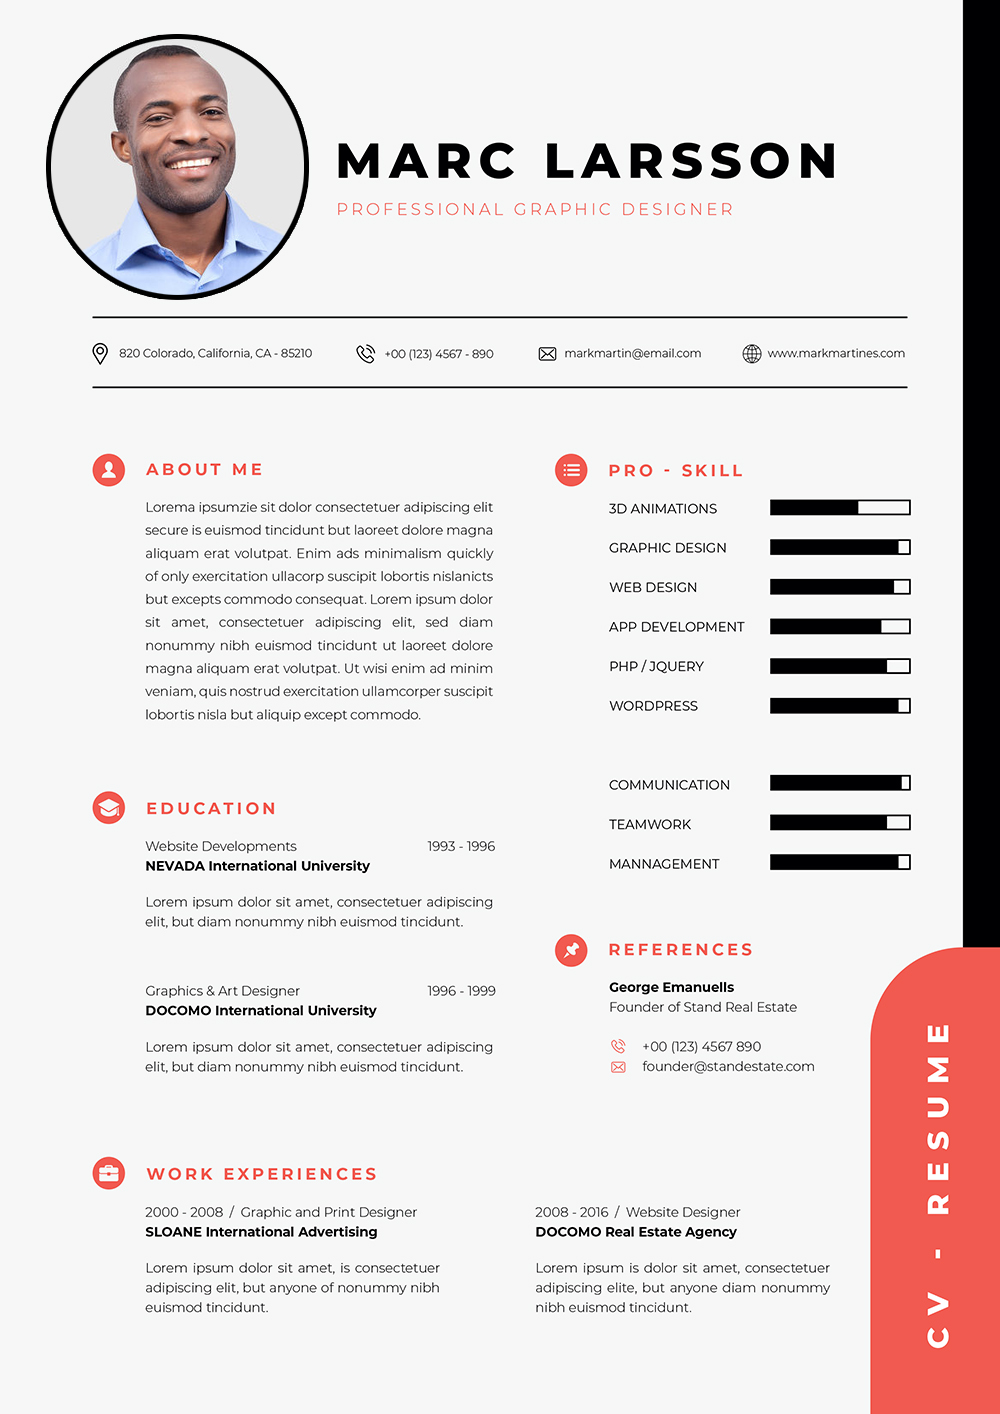 MARC LARSSON
PROFESSIONAL GRAPHIC DESIGNER
820 Colorado, California, CA - 85210
+00 (123) 4567 - 890
markmartin@email.com
www.markmartines.com
ABOUT ME
Lorema ipsumzie sit dolor consectetuer adipiscing elit
secure is euismod tincidunt but laoreet dolore magna
aliquam erat volutpat. Enim ads minimalism quickly
of only exercitation ullacorp suscipit lobortis nislanicts
but excepts commodo consequat. Lorem ipsum dolor
sit amet, consectetuer adipiscing elit, sed diam
nonummy nibh euismod tincidunt ut laoreet dolore
magna aliquam erat volutpat. Ut wisi enim ad minim
veniam, quis nostrud exercitation ullamcorper suscipit
lobortis nisla but aliquip except commodo.
EDUCATION
Website Developments 1993 - 1996
NEVADA International University
Lorem ipsum dolor sit amet, consectetuer adipiscing
elit, but diam nonummy nibh euismod tincidunt.
Graphics & Art Designer 1996 - 1999
DOCOMO International University
Lorem ipsum dolor sit amet, consectetuer adipiscing
elit, but diam nonummy nibh euismod tincidunt.
PRO - SKILL
3D ANIMATIONS
GRAPHIC DESIGN
WEB DESIGN
APP DEVELOPMENT
PHP / JQUERY
WORDPRESS
COMMUNICATION
TEAMWORK
MANNAGEMENT
REFERENCES
George Emanuells
Founder of Stand Real Estate
+00 (123) 4567 890
founder@standestate.com
WORK EXPERIENCES
2000 - 2008 / Graphic and Print Designer
SLOANE International Advertising
Lorem ipsum dolor sit amet, is consectetuer
adipiscing elit, but anyone of nonummy nibh
euismod tincidunt.
2008 - 2016 / Website Designer
DOCOMO Real Estate Agency
Lorem ipsum is dolor sit amet, consectetuer
adipiscing elite, but anyone diam nonummy
nibh euismod tincidunt.
CV - RESUME